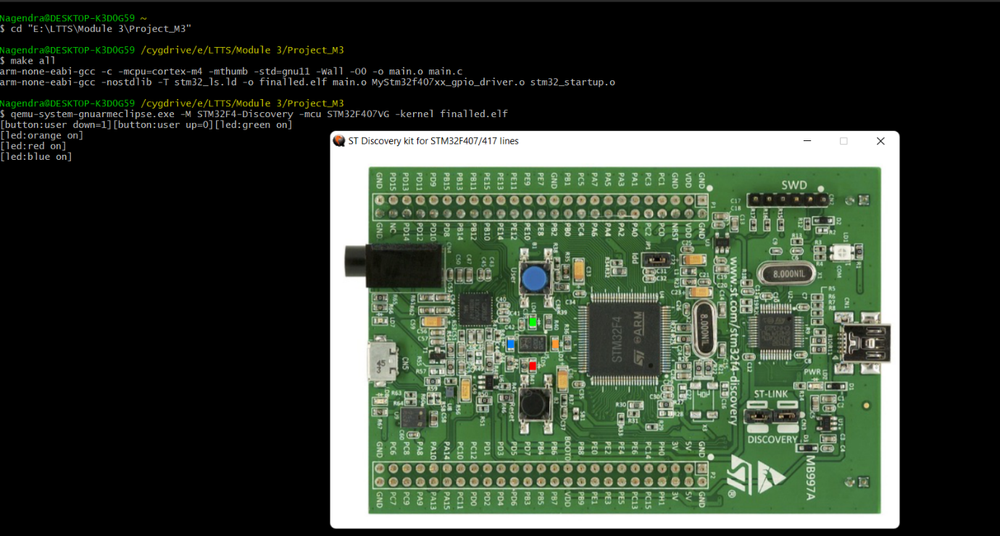 Nagendra@DESKTOP-K3D0G59 ~
$ cd "E:\LTTS\Module 3\Project_M3"
Nagendra@DESKTOP-K3D0G59 /cygdrive/e/LTTS/Module 3/Project_M3
$ make all
arm-none-eabi-gcc -c -mcpu=cortex-m4 -mthumb -std=gnu11 -Wall -O0 -o main.o main.c
arm-none-eabi-gcc -nostdlib -T stm32_ls.ld -o finalled.elf main.o MyStm32f407xx_gpio_driver.o stm32_startup.o
Nagendra@DESKTOP-K3D0G59 /cygdrive/e/LTTS/Module 3/Project_M3
$ qemu-system-gnuarmeclipse.exe -M STM32F4-Discovery -mcu STM32F407VG -kernel finalled.elf
[button:user down=1][button:user up=0][led:green on]
[led:orange on]
[led:red on]
[led:blue on]
ST Discovery kit for STM32F407/417 lines
GND PD15 PD13 PD11 PD9 PB15 PB13 PB11 PE15 PE13 PE11 PE9 PE7 GND PB1 PC5 PA7 PA5 PA3 PA1 PC3 PC1 GND VDD GND
SWD
GND NC PD14 PD12 PD10 PD8 PB14 PB12 PB10 PE14 PE12 PE10 PE8 PB2 PB0 PC4 PA6 PA4 PA2 PA0 PC2 PC0 NRST VDD GND
B1
User
Idd
8.000N1L
COM
www.st.com/stm32f4-discovery
STM32F4
ARM
8.000N1L
CN1
CN5
PWR
ST-LINK
Reset
DISCOVERY
MB997A
GND PC6 PC8 PA8 PA10 PA14 PC10 PC12 PD1 PD3 PD5 PD7 PB4 PB6 BOOT0 PB8 PE0 PE2 PE4 PE6 PC14 PH0 3V 5V GND
P2
GND PC7 PC9 PA9 PA13 PA15 PC11 PD0 PD2 PD4 PD6 PB3 PB5 PB7 VDD PB9 PE1 PE3 PE5 PC13 PC15 PH1 3V 5V GND